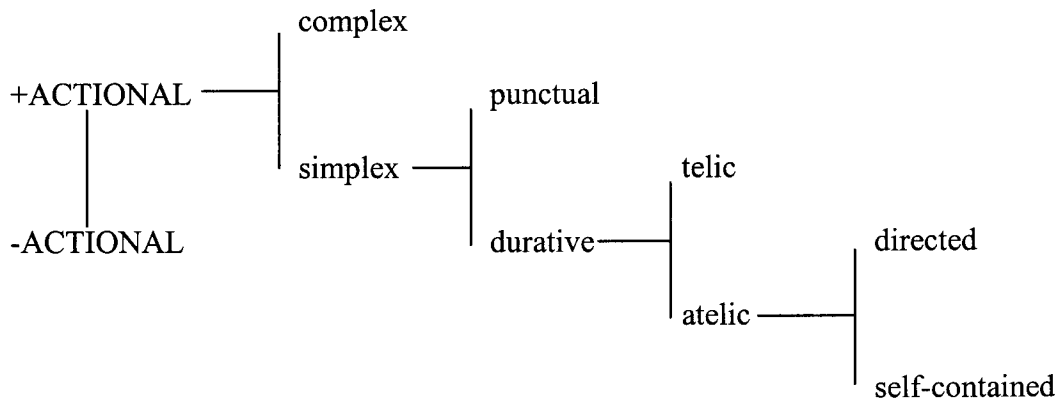 complex
+ACTIONAL
punctual
simplex
telic
-ACTIONAL
durative
directed
atelic
self-contained